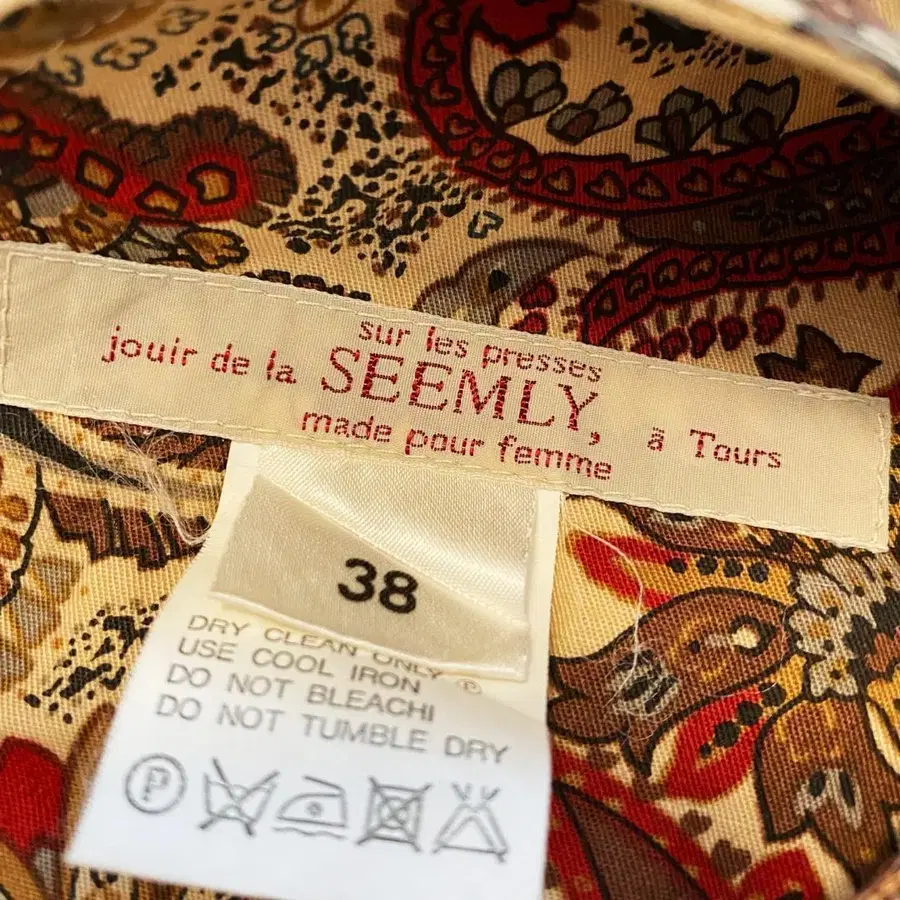 sur les presses
jouir de la SEEMLY, à Tours
made pour femme
38
DRY CLEAN ONLY Ⓟ
USE COOL IRON
DO NOT BLEACHI
DO NOT TUMBLE DRY
P